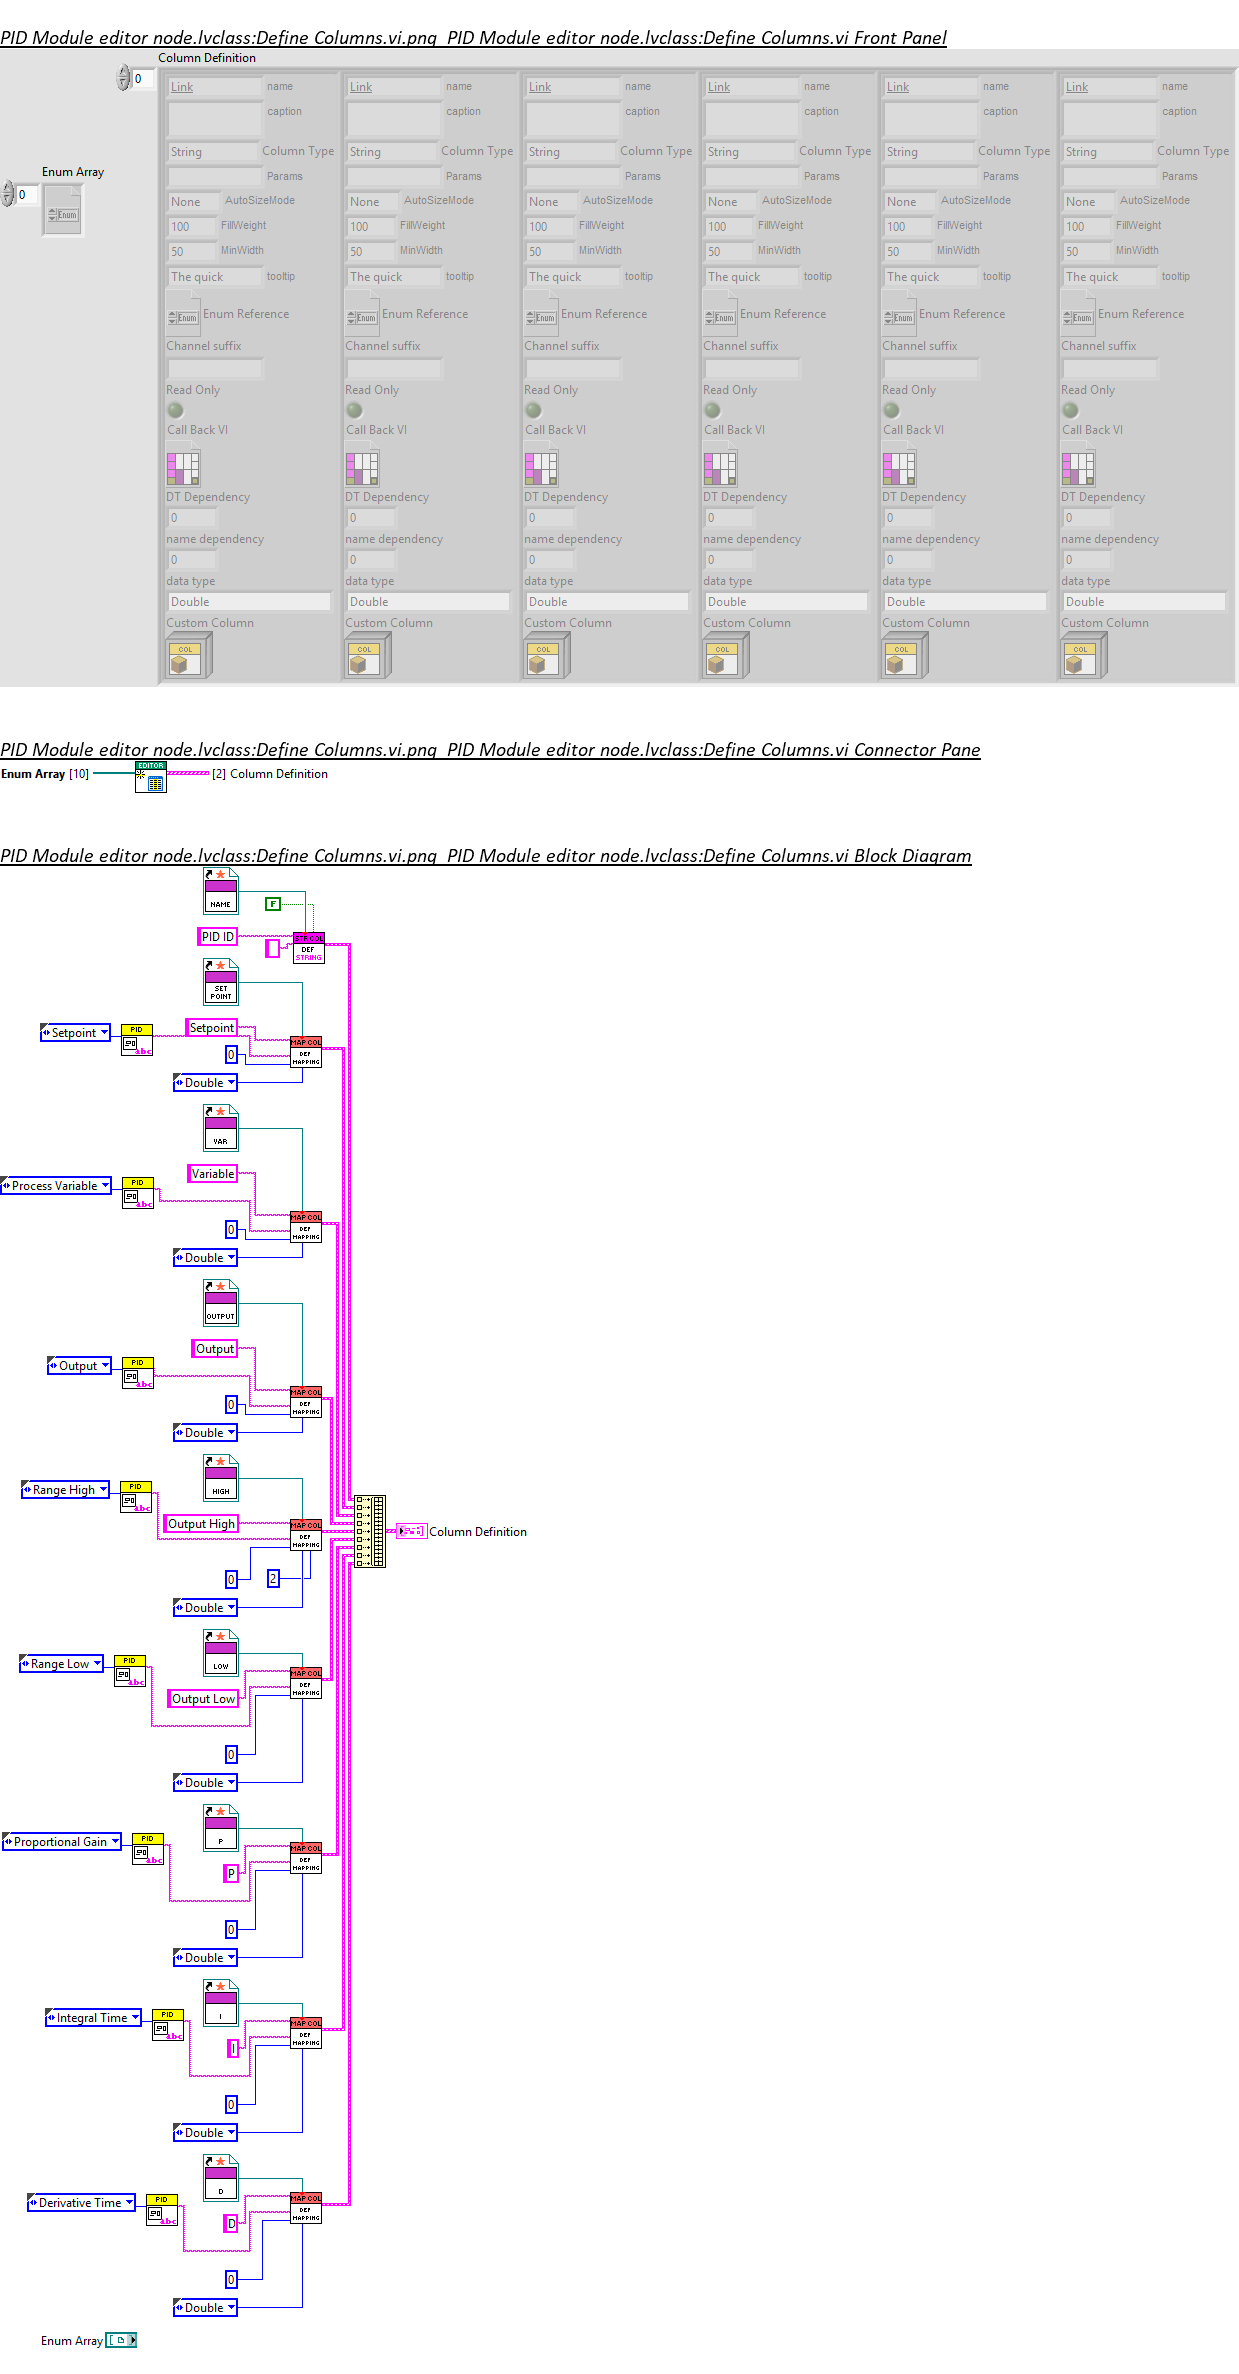 PID Module editor node.lvclass:Define Columns.vi.png  PID Module editor node.lvclass:Define Columns.vi Front Panel
Column Definition
0
Link name Link name Link name Link name Link name Link name
caption caption caption caption caption caption
String Column Type String Column Type String Column Type String Column Type String Column Type String Column Type
Enum Array
Params Params Params Params Params Params
0
Enum
None AutoSizeMode None AutoSizeMode None AutoSizeMode None AutoSizeMode None AutoSizeMode None AutoSizeMode
100 FillWeight 100 FillWeight 100 FillWeight 100 FillWeight 100 FillWeight 100 FillWeight
50 MinWidth 50 MinWidth 50 MinWidth 50 MinWidth 50 MinWidth 50 MinWidth
The quick tooltip The quick tooltip The quick tooltip The quick tooltip The quick tooltip The quick tooltip
Enum Enum Reference Enum Enum Reference Enum Enum Reference Enum Enum Reference Enum Enum Reference Enum Enum Reference
Channel suffix Channel suffix Channel suffix Channel suffix Channel suffix Channel suffix
Read Only Read Only Read Only Read Only Read Only Read Only
Call Back VI Call Back VI Call Back VI Call Back VI Call Back VI Call Back VI
DT Dependency DT Dependency DT Dependency DT Dependency DT Dependency DT Dependency
0 0 0 0 0 0
name dependency name dependency name dependency name dependency name dependency name dependency
0 0 0 0 0 0
data type data type data type data type data type data type
Double Double Double Double Double Double
Custom Column Custom Column Custom Column Custom Column Custom Column Custom Column
COL COL COL COL COL COL
PID Module editor node.lvclass:Define Columns.vi.png  PID Module editor node.lvclass:Define Columns.vi Connector Pane
EDITOR
Enum Array [10] [2] Column Definition
PID Module editor node.lvclass:Define Columns.vi.png  PID Module editor node.lvclass:Define Columns.vi Block Diagram
NAME
F
PID ID
STR COL
DEF
STRING
SET
POINT
Setpoint
PID
abc
Setpoint
MAP COL
DEF
MAPPING
0
Double
VAR
Variable
Process Variable
PID
abc
MAP COL
DEF
MAPPING
0
Double
OUTPUT
Output
Output
PID
abc
MAP COL
DEF
MAPPING
0
Double
HIGH
Range High
PID
abc
Output High
MAP COL
DEF
MAPPING
Column Definition
0
2
Double
LOW
Range Low
PID
abc
MAP COL
DEF
MAPPING
Output Low
0
Double
P
Proportional Gain
PID
abc
MAP COL
DEF
MAPPING
P
0
Double
I
Integral Time
PID
abc
MAP COL
DEF
MAPPING
I
0
Double
D
Derivative Time
PID
abc
MAP COL
DEF
MAPPING
D
0
Double
Enum Array